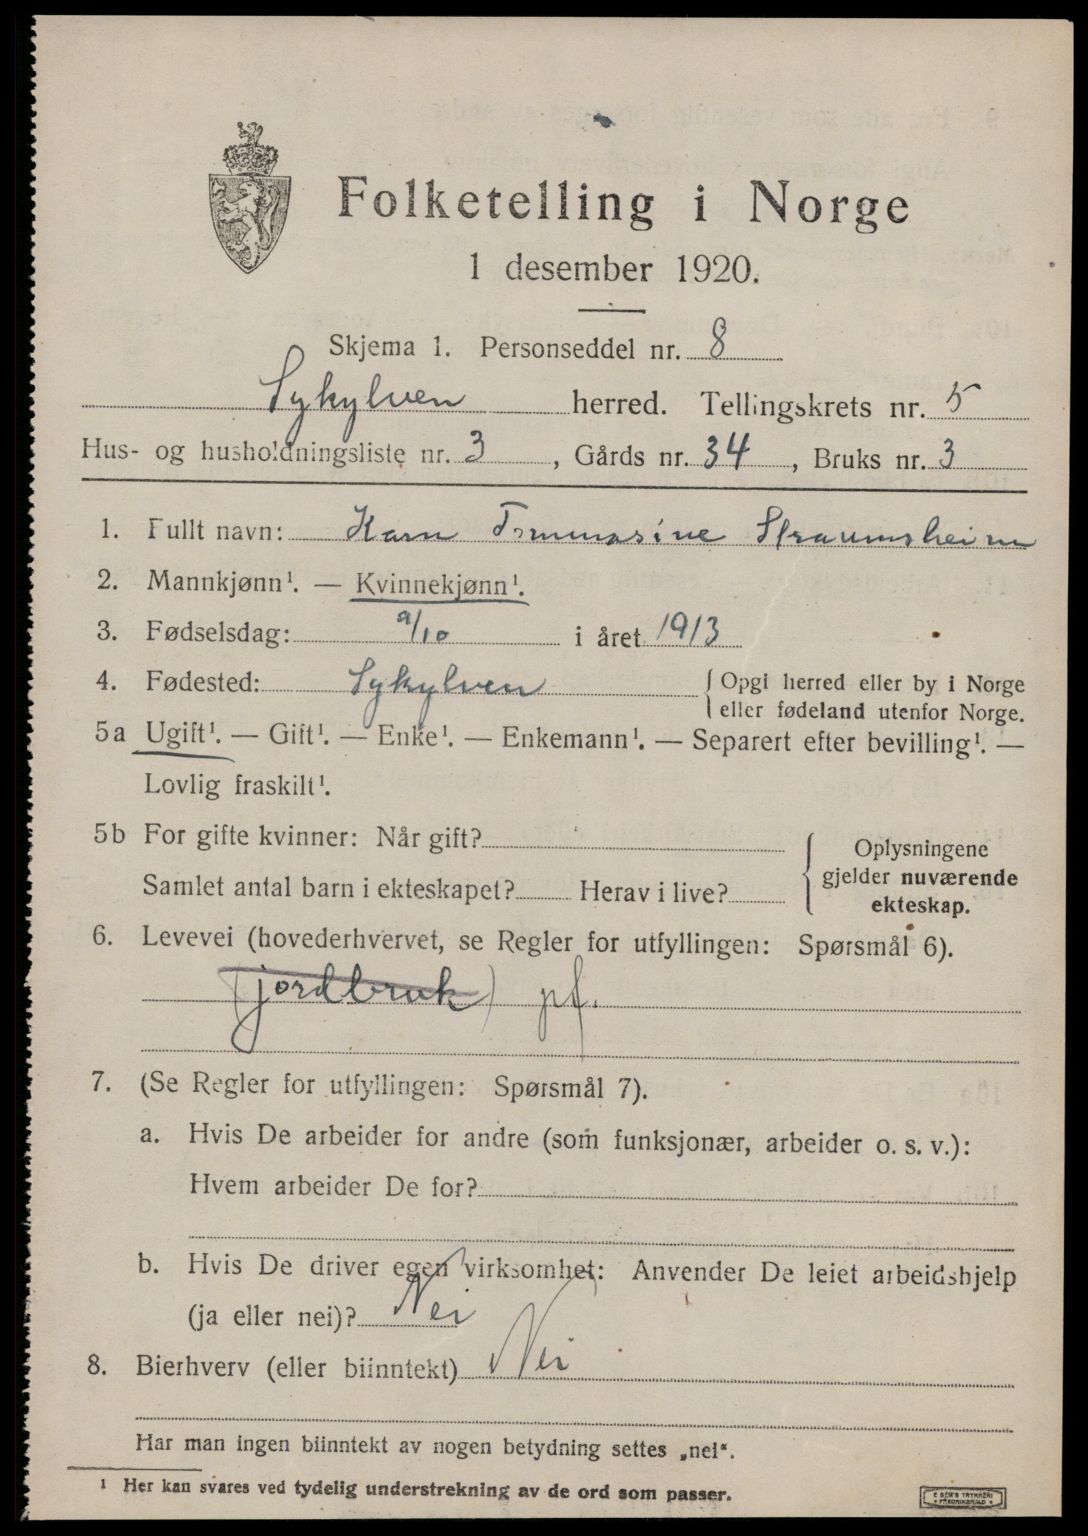 Folketelling i Norge
1 desember 1920.
Skjema 1. Personseddel nr. 8
Sykylven herred. Tellingskrets nr. 5
Hus- og husholdningsliste nr. 3, Gårds nr. 34, Bruks nr. 3
1. Fullt navn: Karn Tommasine Straumsheim
2. Mannkjønn¹. — Kvinnekjønn¹.
3. Fødselsdag: 9/10 i året 1913
4. Fødested: Sykylven { Opgi herred eller by i Norge
eller fødeland utenfor Norge.
5a Ugift¹. — Gift¹. — Enke¹. — Enkemann¹. — Separert efter bevilling¹. —
Lovlig fraskilt¹.
5b For gifte kvinner: Når gift?
Samlet antal barn i ekteskapet? Herav i live?
Oplysningene
gjelder nuværende
ekteskap.
6. Levevei (hovederhvervet, se Regler for utfyllingen: Spørsmål 6).
(jordbruk) pf.
7. (Se Regler for utfyllingen: Spørsmål 7).
a. Hvis De arbeider for andre (som funksjonær, arbeider o. s. v.):
Hvem arbeider De for?
b. Hvis De driver egen virksomhet: Anvender De leiet arbeidshjelp
(ja eller nei)? Nei
8. Bierhverv (eller biinntekt) Nei
Har man ingen biinntekt av nogen betydning settes „nei“.
¹ Her kan svares ved tydelig understrekning av de ord som passer.
E SEM'S TRYKKERI
FREDRIKSHALD